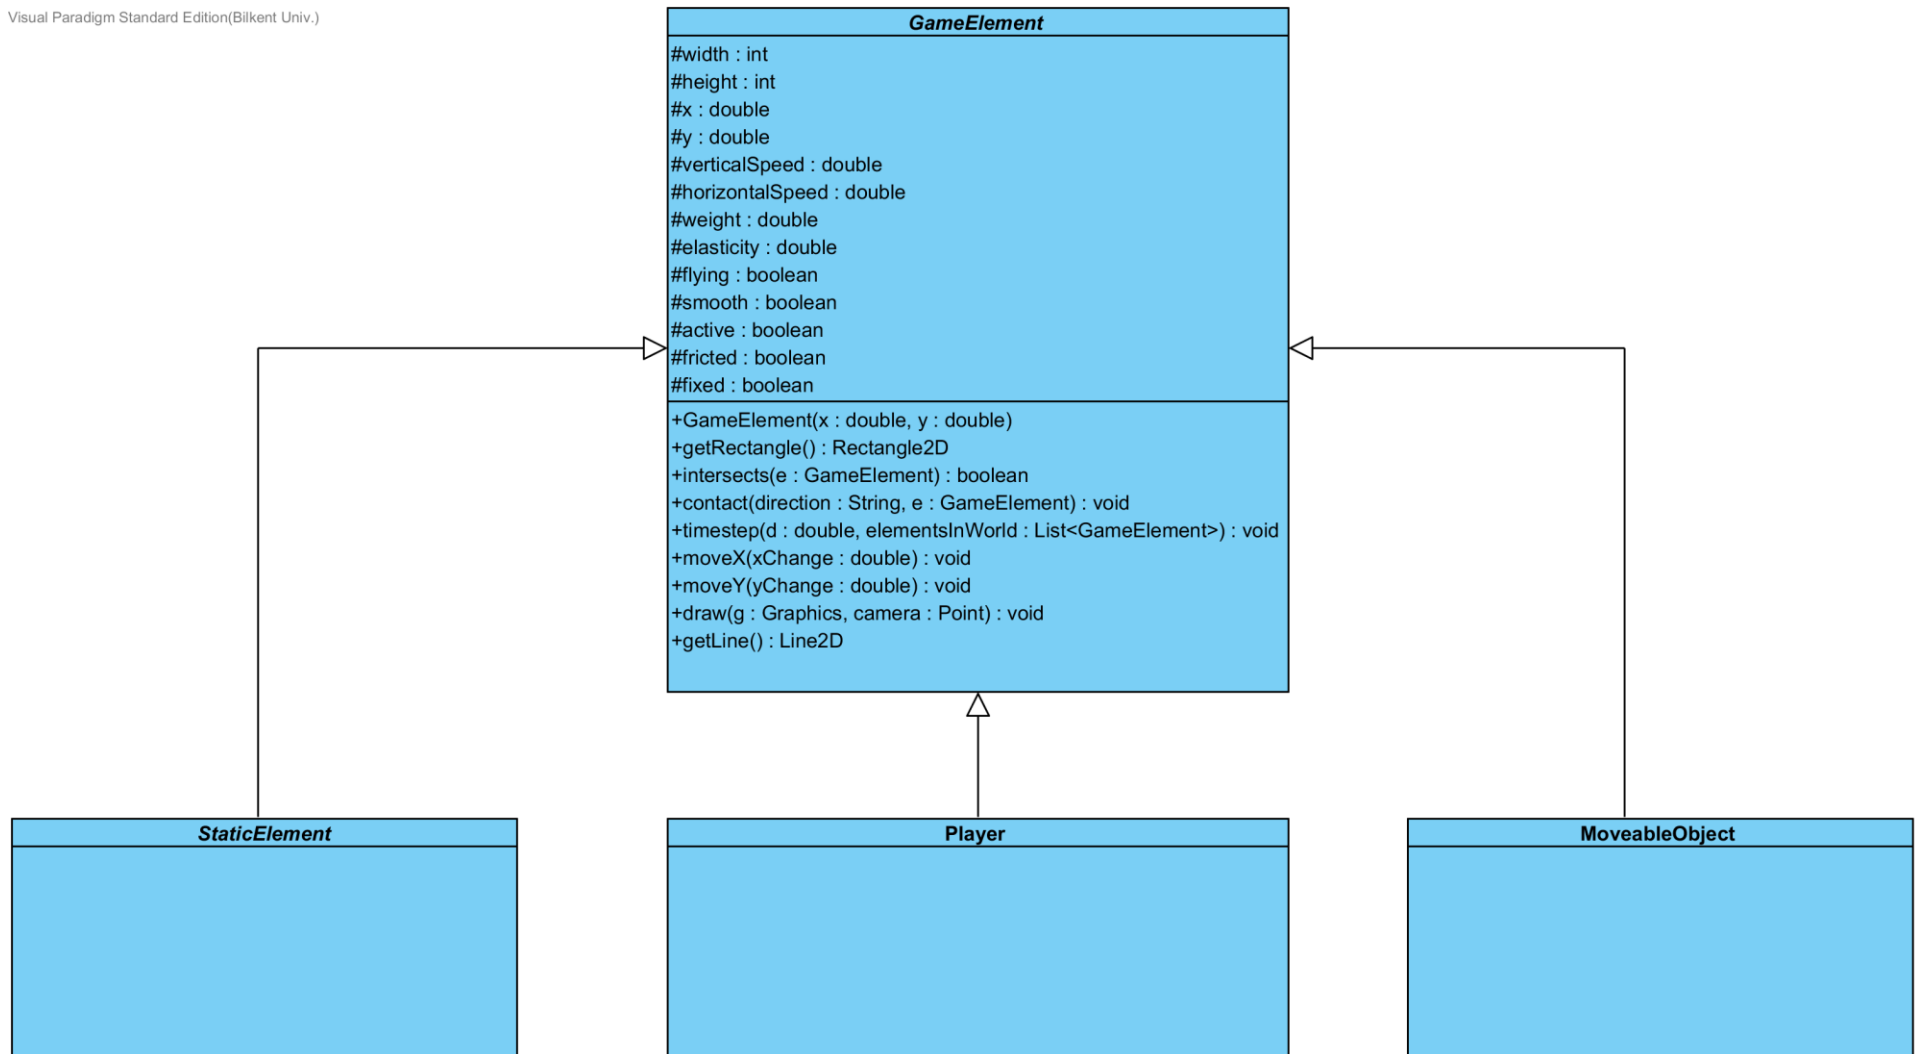 Visual Paradigm Standard Edition(Bilkent Univ.)
GameElement
#width : int
#height : int
#x : double
#y : double
#verticalSpeed : double
#horizontalSpeed : double
#weight : double
#elasticity : double
#flying : boolean
#smooth : boolean
#active : boolean
#fricted : boolean
#fixed : boolean
+GameElement(x : double, y : double)
+getRectangle() : Rectangle2D
+intersects(e : GameElement) : boolean
+contact(direction : String, e : GameElement) : void
+timestep(d : double, elementsInWorld : List<GameElement>) : void
+moveX(xChange : double) : void
+moveY(yChange : double) : void
+draw(g : Graphics, camera : Point) : void
+getLine() : Line2D
StaticElement
Player
MoveableObject